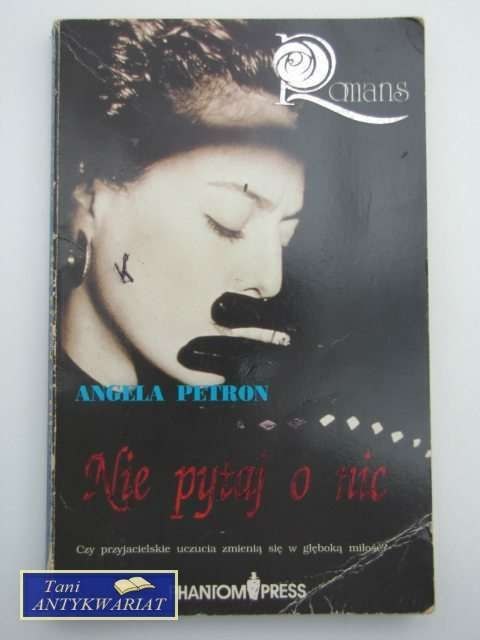 Romans
ANGELA PETRON
Nie pytaj o nic
Czy przyjacielskie uczucia zmienią się w głęboką miłość?
PHANTOM PRESS
Tani
ANTYKWARIAT